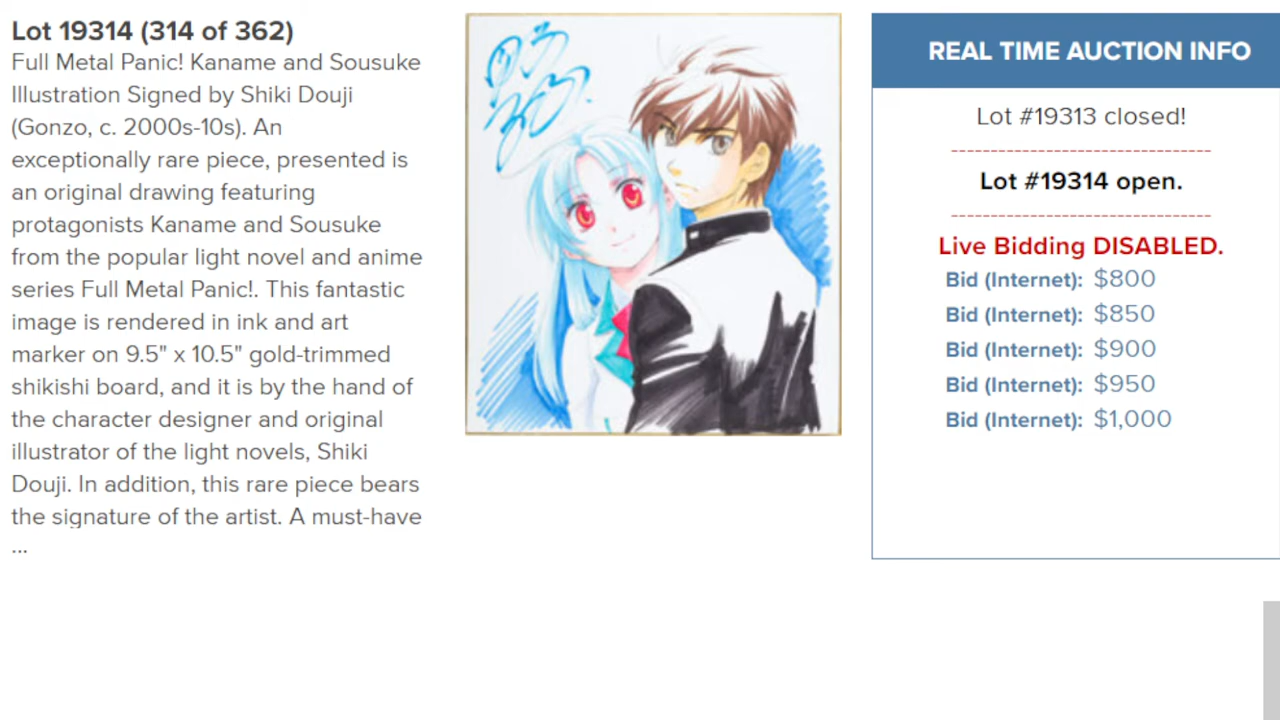 Lot 19314 (314 of 362)
Full Metal Panic! Kaname and Sousuke
Illustration Signed by Shiki Douji
(Gonzo, c. 2000s-10s). An
exceptionally rare piece, presented is
an original drawing featuring
protagonists Kaname and Sousuke
from the popular light novel and anime
series Full Metal Panic!. This fantastic
image is rendered in ink and art
marker on 9.5" x 10.5" gold-trimmed
shikishi board, and it is by the hand of
the character designer and original
illustrator of the light novels, Shiki
Douji. In addition, this rare piece bears
the signature of the artist. A must-have
...
REAL TIME AUCTION INFO
Lot #19313 closed!
--------------------------------
Lot #19314 open.
--------------------------------
Live Bidding DISABLED.
Bid (Internet): $800
Bid (Internet): $850
Bid (Internet): $900
Bid (Internet): $950
Bid (Internet): $1,000